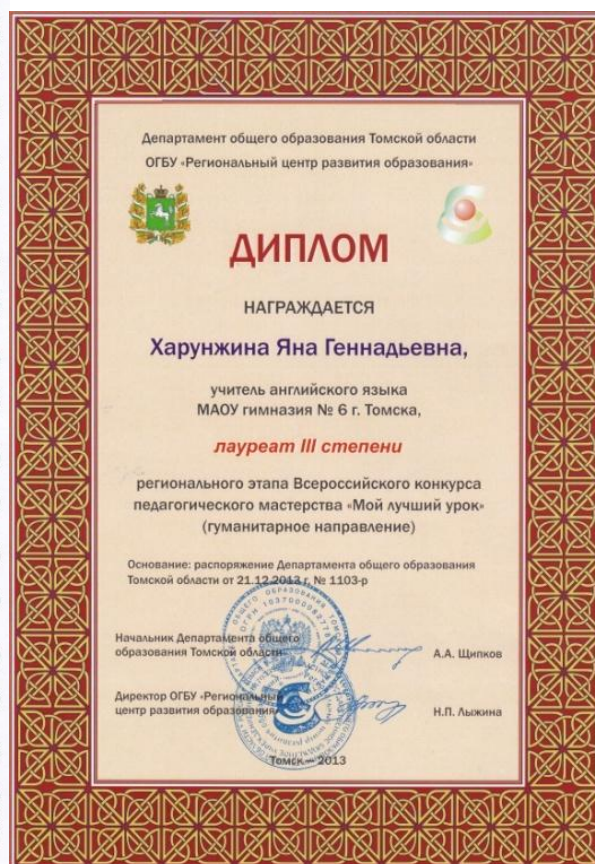 Департамент общего образования Томской области
ОГБУ «Региональный центр развития образования»
ДИПЛОМ
НАГРАЖДАЕТСЯ
Харунжина Яна Геннадьевна,
учитель английского языка
МАОУ гимназия № 6 г. Томска,
лауреат III степени
регионального этапа Всероссийского конкурса
педагогического мастерства «Мой лучший урок»
(гуманитарное направление)
Основание: распоряжение Департамента общего образования
Томской области от 21.12.2013 г. № 1103-р
Начальник Департамента общего
образования Томской области
А.А. Щипков
Директор ОГБУ «Региональный
центр развития образования»
Н.П. Лыжина
Томск – 2013